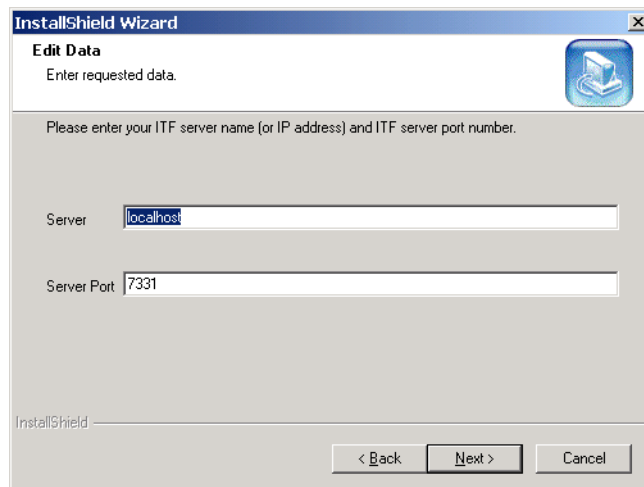 InstallShield Wizard
Edit Data
Enter requested data.
Please enter your ITF server name (or IP address) and ITF server port number.
Server localhost
Server Port 7331
InstallShield
< Back Next > Cancel